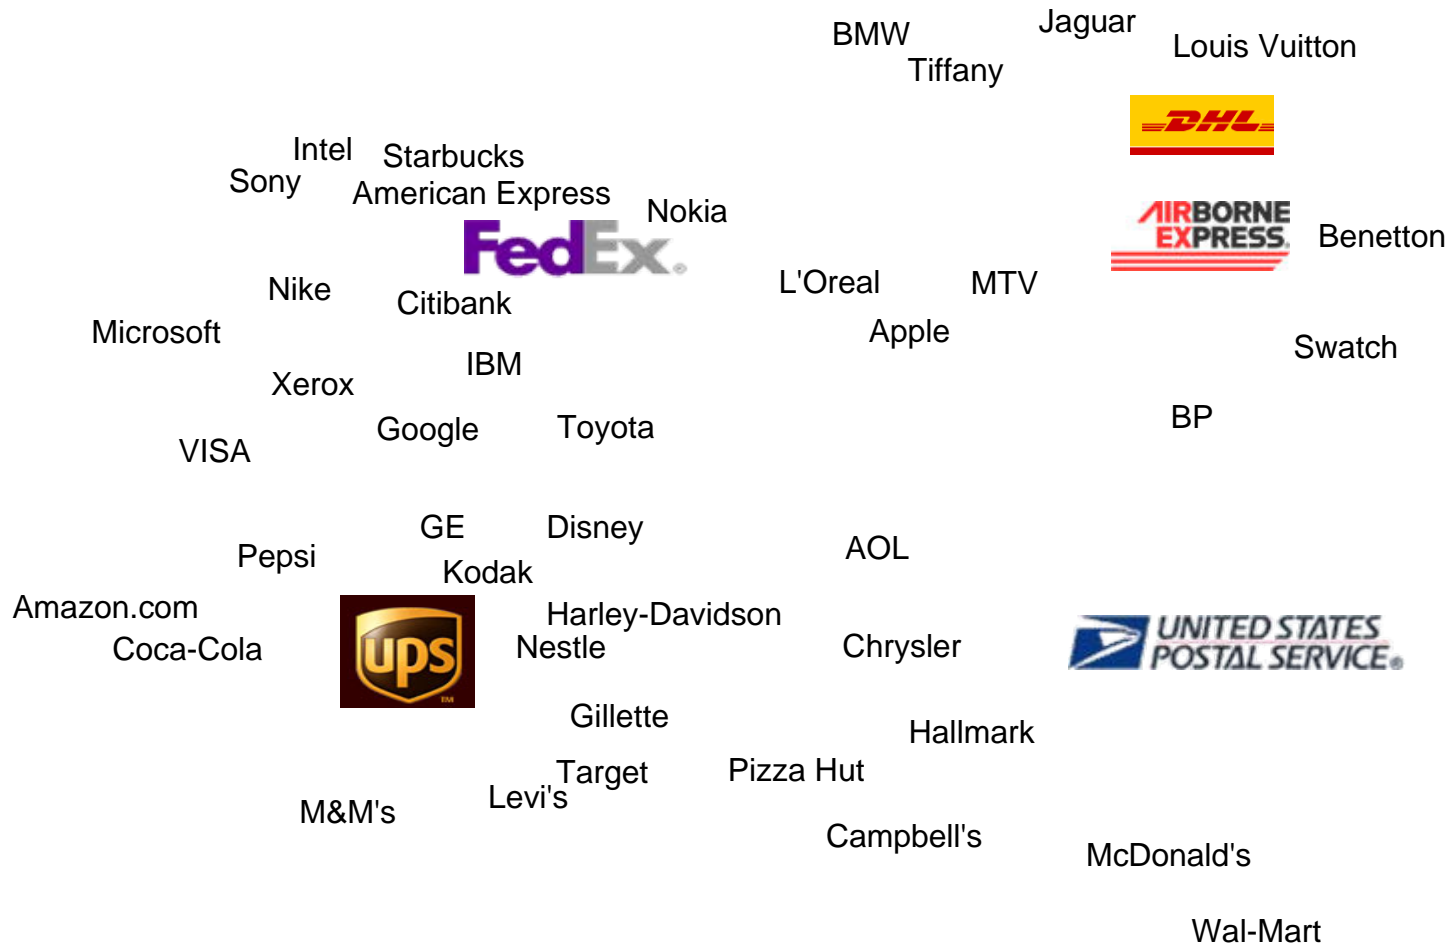 Jaguar
BMW
Louis Vuitton
Tiffany
DHL
Intel
Starbucks
Sony
American Express
Nokia
AIRBORNE
EXPRESS.
Benetton
FedEx®
L'Oreal
MTV
Nike
Citibank
Microsoft
Apple
Swatch
IBM
Xerox
BP
Google
Toyota
VISA
GE
Disney
AOL
Pepsi
Kodak
Amazon.com
Harley-Davidson
UNITED STATES
POSTAL SERVICE®
Coca-Cola
ups
TM
Nestle
Chrysler
Gillette
Hallmark
Target
Pizza Hut
Levi's
M&M's
Campbell's
McDonald's
Wal-Mart